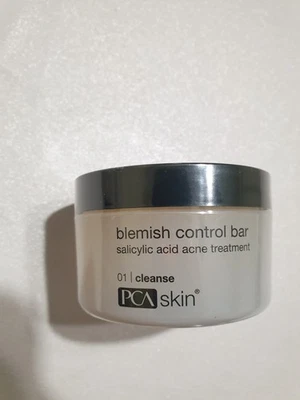 blemish control bar
salicylic acid acne treatment
01 | cleanse
PCA skin®